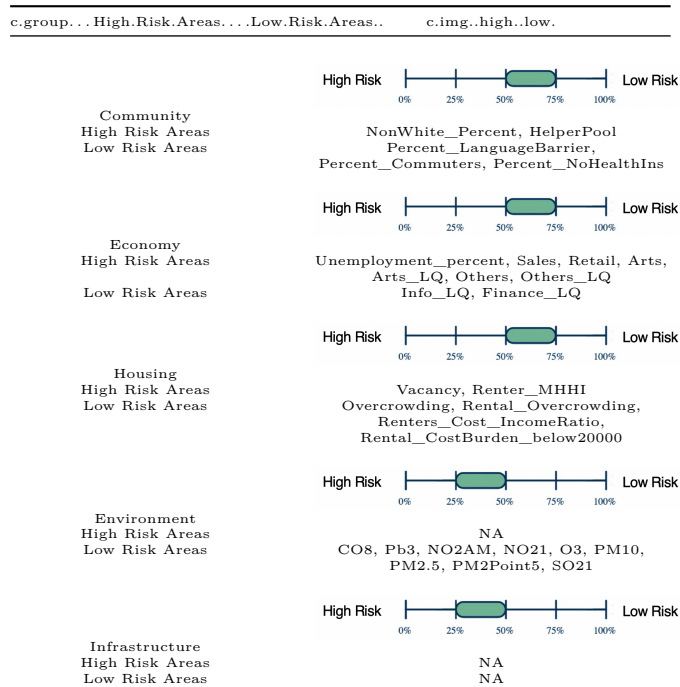 c.group...High.Risk.Areas....Low.Risk.Areas.. c.img..high..low.
High Risk Low Risk
0% 25% 50% 75% 100%
Community
High Risk Areas NonWhite_Percent, HelperPool
Low Risk Areas Percent_LanguageBarrier,
Percent_Commuters, Percent_NoHealthIns
High Risk Low Risk
0% 25% 50% 75% 100%
Economy
High Risk Areas Unemployment_percent, Sales, Retail, Arts,
Arts_LQ, Others, Others_LQ
Low Risk Areas Info_LQ, Finance_LQ
High Risk Low Risk
0% 25% 50% 75% 100%
Housing
High Risk Areas Vacancy, Renter_MHHI
Low Risk Areas Overcrowding, Rental_Overcrowding,
Renters_Cost_IncomeRatio,
Rental_CostBurden_below20000
High Risk Low Risk
0% 25% 50% 75% 100%
Environment
High Risk Areas NA
Low Risk Areas CO8, Pb3, NO2AM, NO21, O3, PM10,
PM2.5, PM2Point5, SO21
High Risk Low Risk
0% 25% 50% 75% 100%
Infrastructure
High Risk Areas NA
Low Risk Areas NA